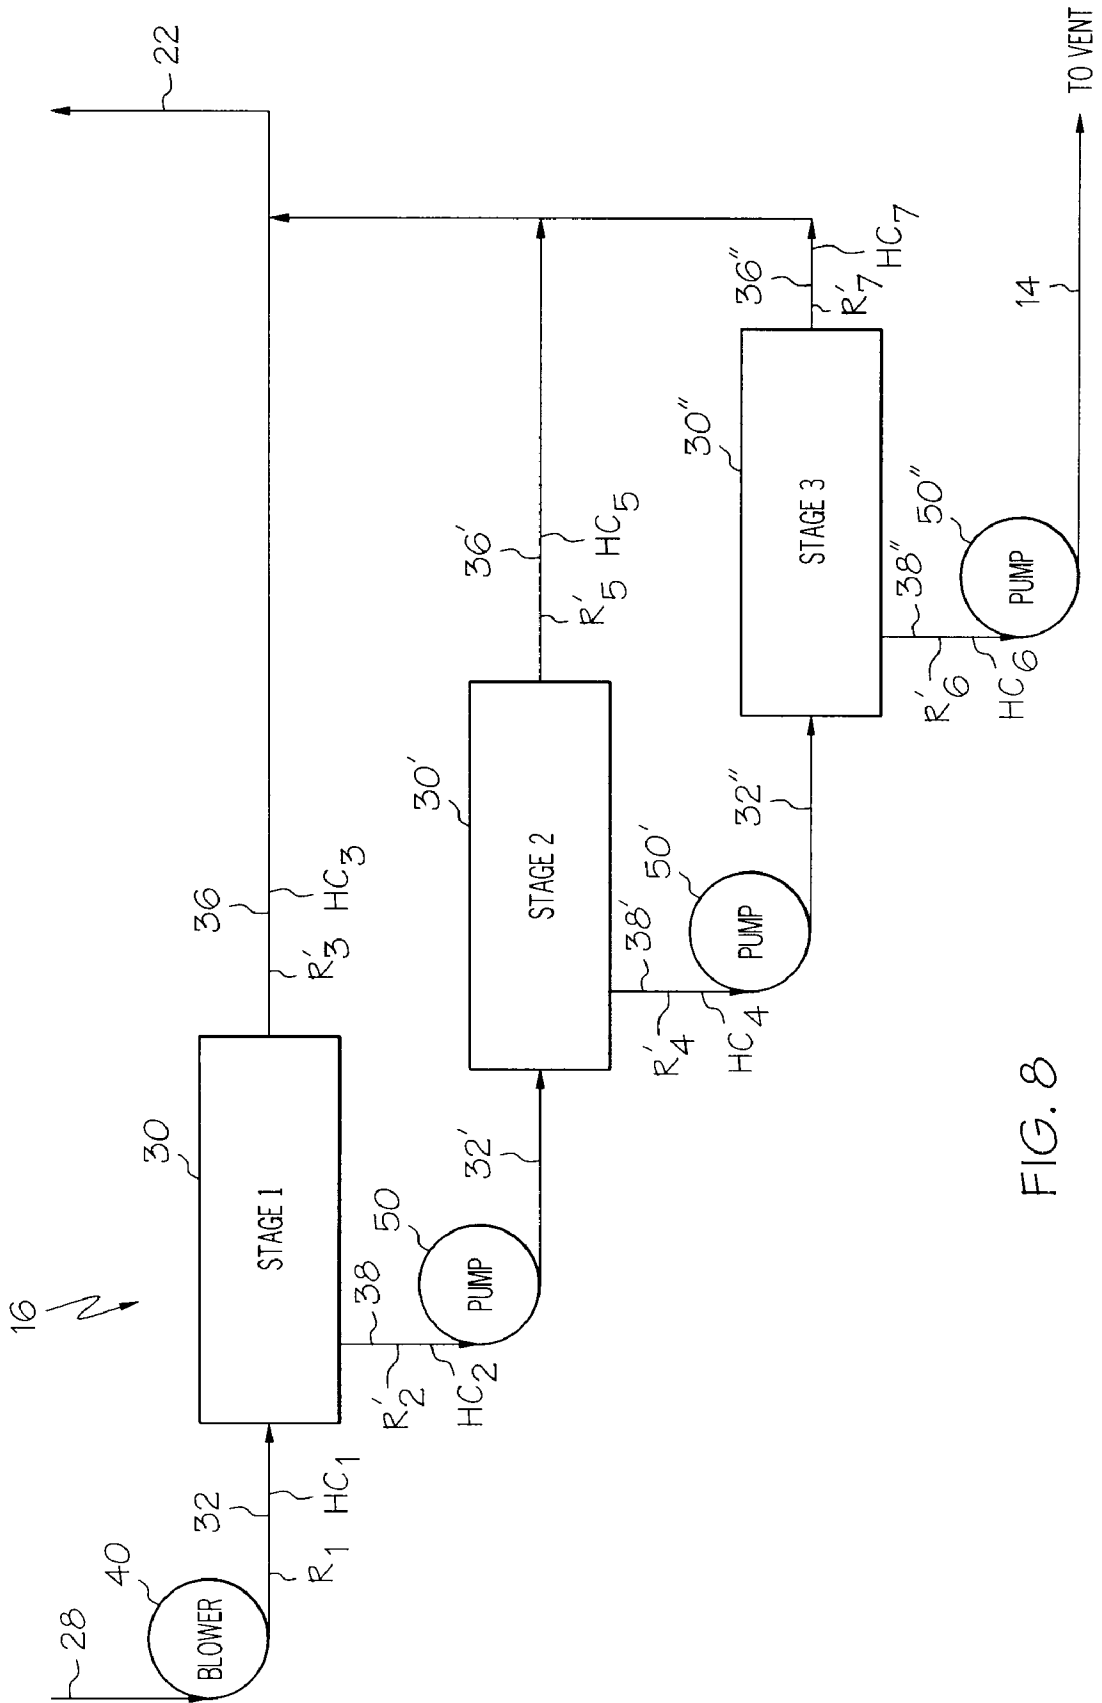 16
28
40
BLOWER
32
R1
HC1
30
STAGE 1
36
R'3
HC3
22
38
R'2
HC2
50
PUMP
32'
30'
STAGE 2
36'
R'5
HC5
38'
R'4
HC4
50'
PUMP
32"
30"
STAGE 3
36"
R'7
HC7
38"
R'6
HC6
50"
PUMP
14
TO VENT
FIG. 8